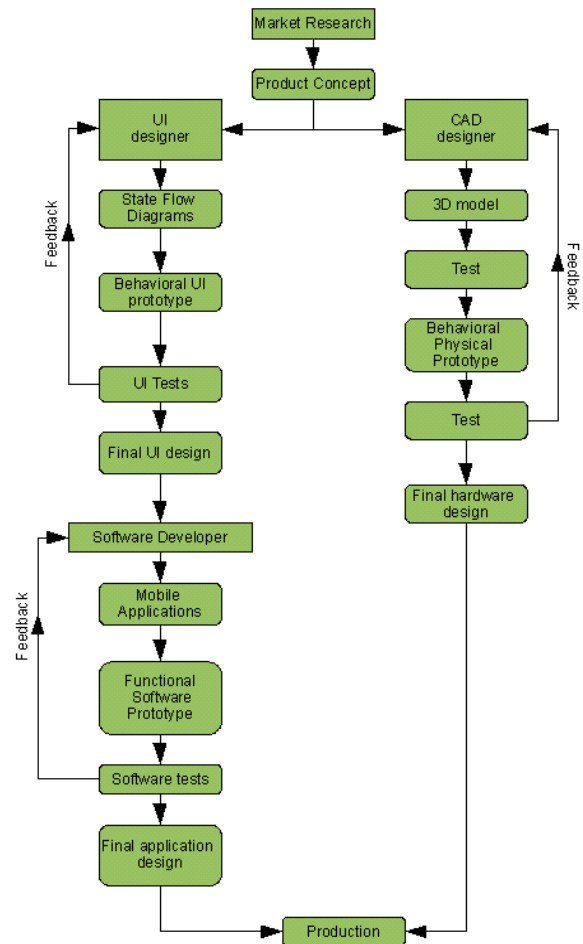 Market Research
Product Concept
UI
designer
State Flow
Diagrams
Behavioral UI
prototype
UI Tests
Final UI design
Feedback
Software Developer
Mobile
Applications
Functional
Software
Prototype
Software tests
Final application
design
Feedback
CAD
designer
3D model
Test
Behavioral
Physical
Prototype
Test
Final hardware
design
Feedback
Production